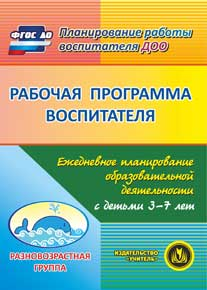 ФГОС ДО
Планирование работы
воспитателя ДОО
РАБОЧАЯ ПРОГРАММА
ВОСПИТАТЕЛЯ
Ежедневное планирование
образовательной
деятельности
с детьми 3–7 лет
РАЗНОВОЗРАСТНАЯ
ГРУППА
ИЗДАТЕЛЬСТВО
"УЧИТЕЛЬ"